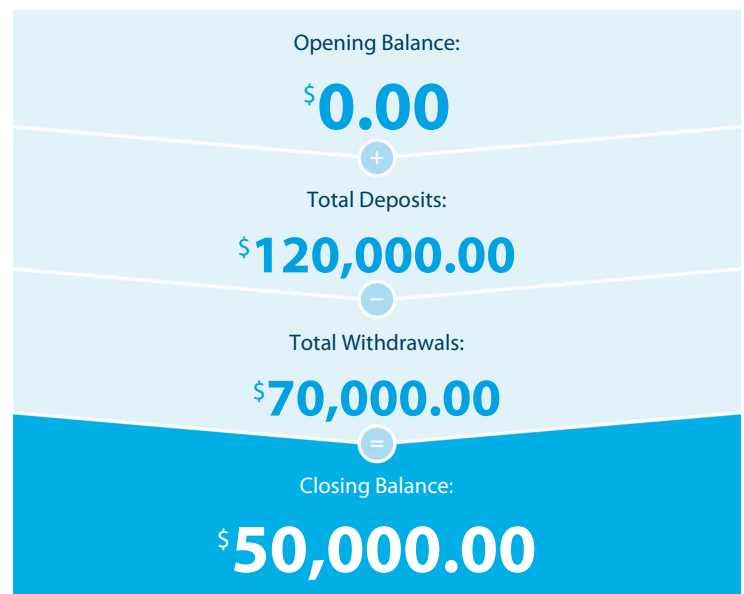 Opening Balance:
$0.00
+
Total Deposits:
$120,000.00
−
Total Withdrawals:
$70,000.00
=
Closing Balance:
$50,000.00